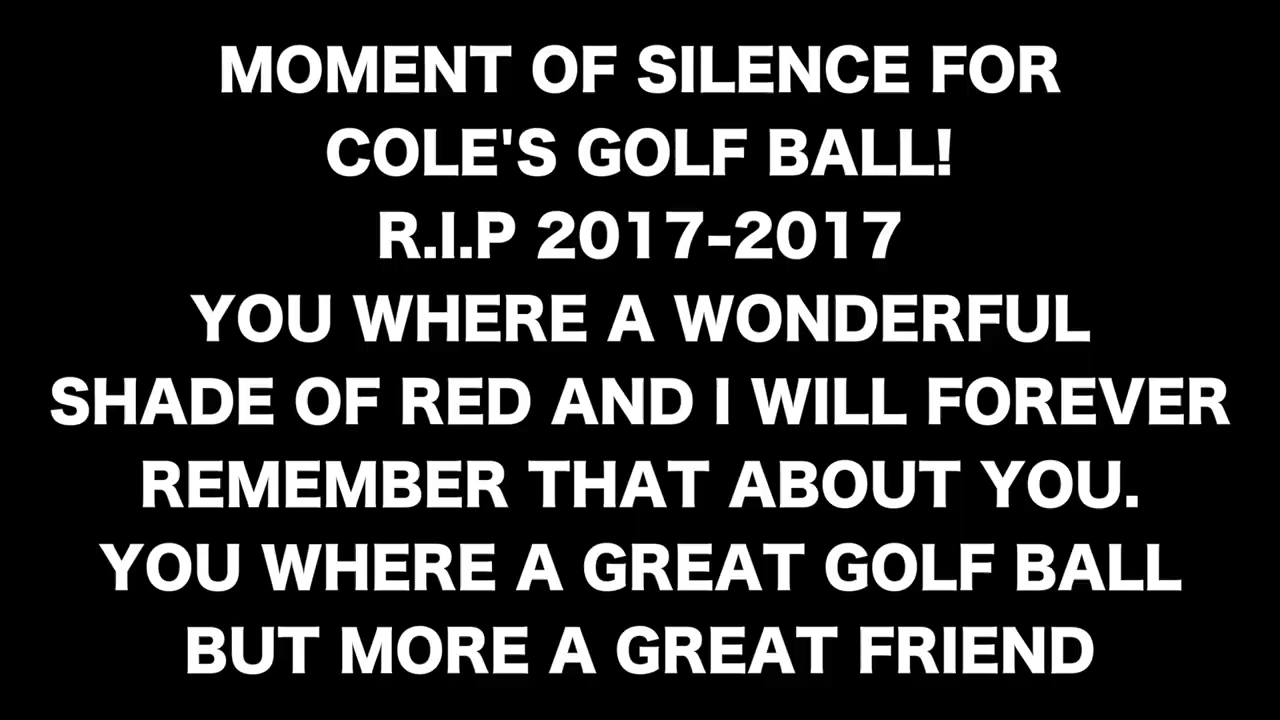 MOMENT OF SILENCE FOR
COLE'S GOLF BALL!
R.I.P 2017-2017
YOU WHERE A WONDERFUL
SHADE OF RED AND I WILL FOREVER
REMEMBER THAT ABOUT YOU.
YOU WHERE A GREAT GOLF BALL
BUT MORE A GREAT FRIEND